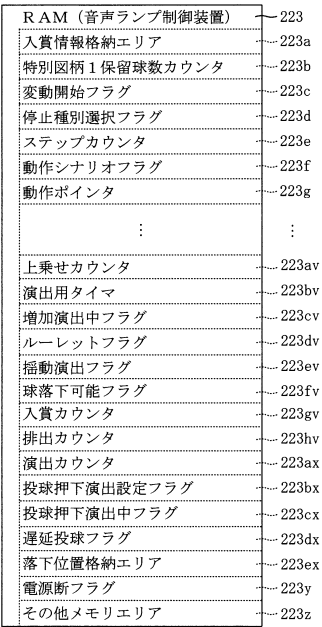 RAM(音声ランプ制御装置) 223
入賞情報格納エリア 223a
特別図柄1保留球数カウンタ 223b
変動開始フラグ 223c
停止種別選択フラグ 223d
ステップカウンタ 223e
動作シナリオフラグ 223f
動作ポインタ 223g
⋮ ⋮
上乗せカウンタ 223av
演出用タイマ 223bv
増加演出中フラグ 223cv
ルーレットフラグ 223dv
揺動演出フラグ 223ev
球落下可能フラグ 223fv
入賞カウンタ 223gv
排出カウンタ 223hv
演出カウンタ 223ax
投球押下演出設定フラグ 223bx
投球押下演出中フラグ 223cx
遅延投球フラグ 223dx
落下位置格納エリア 223ex
電源断フラグ 223y
その他メモリエリア 223z